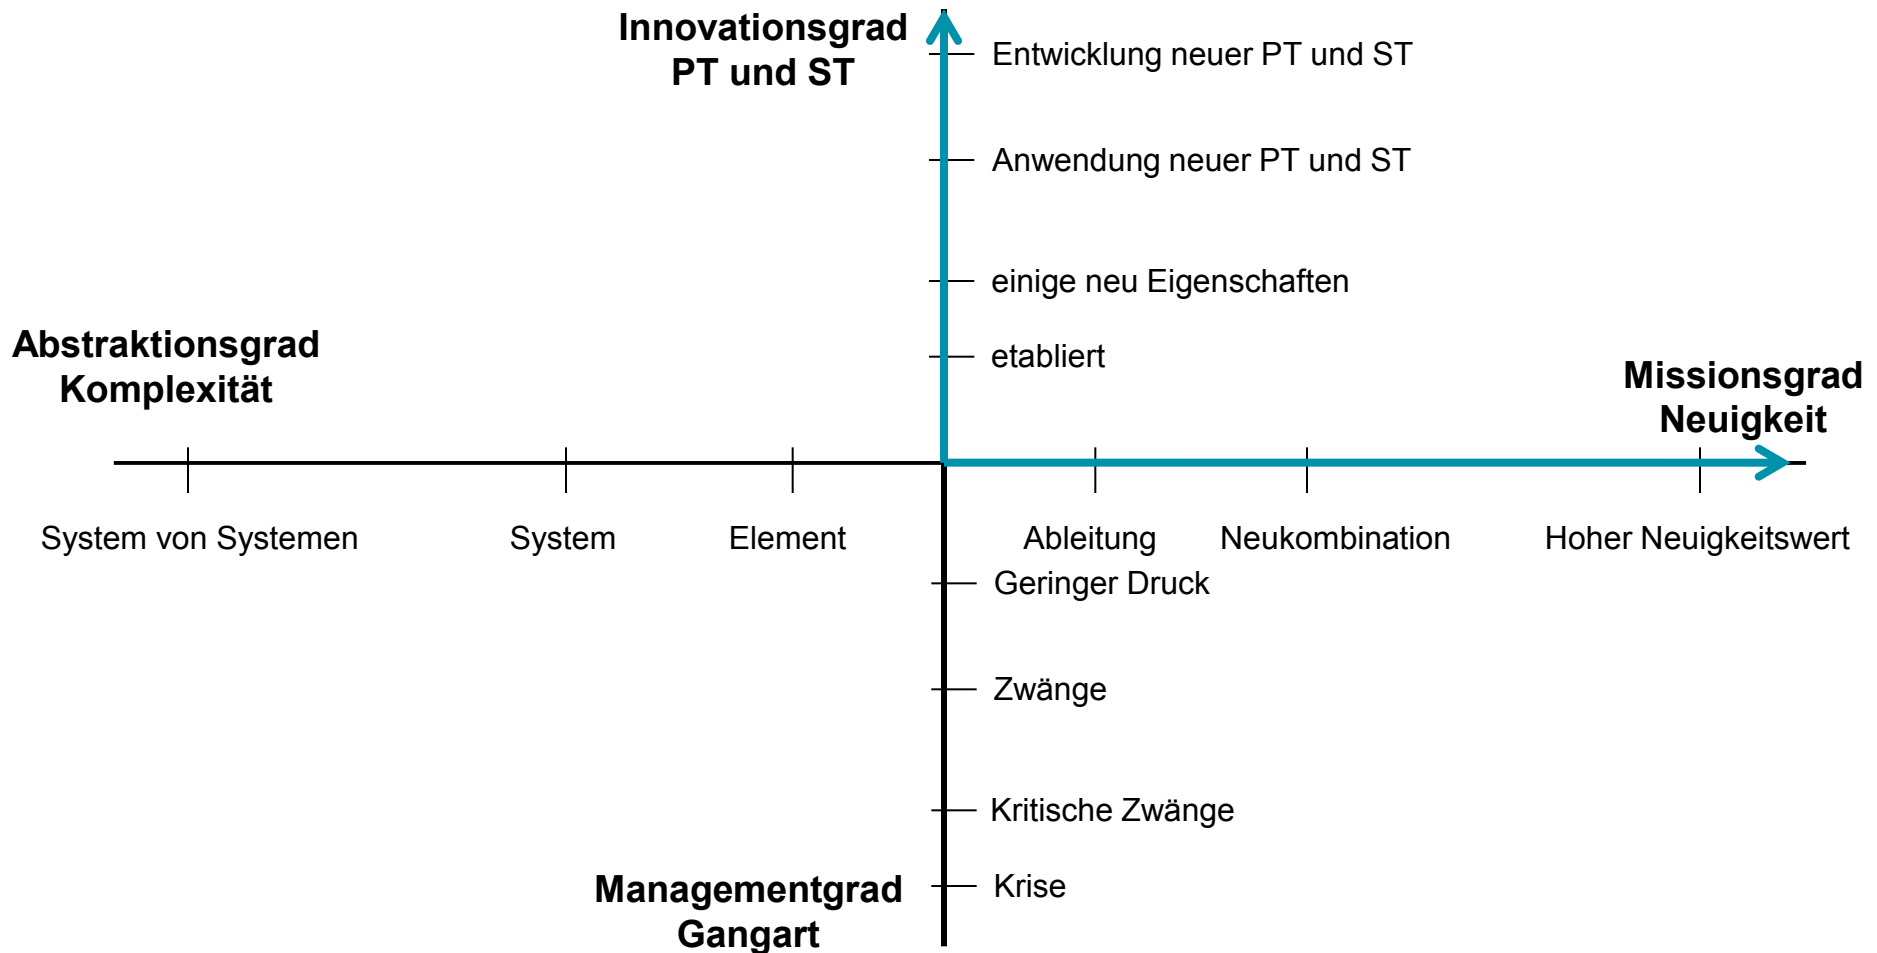 Innovationsgrad
PT und ST
Entwicklung neuer PT und ST
Anwendung neuer PT und ST
einige neu Eigenschaften
etabliert
Abstraktionsgrad
Komplexität
Missionsgrad
Neuigkeit
System von Systemen
System
Element
Ableitung
Neukombination
Hoher Neuigkeitswert
Geringer Druck
Zwänge
Kritische Zwänge
Krise
Managementgrad
Gangart